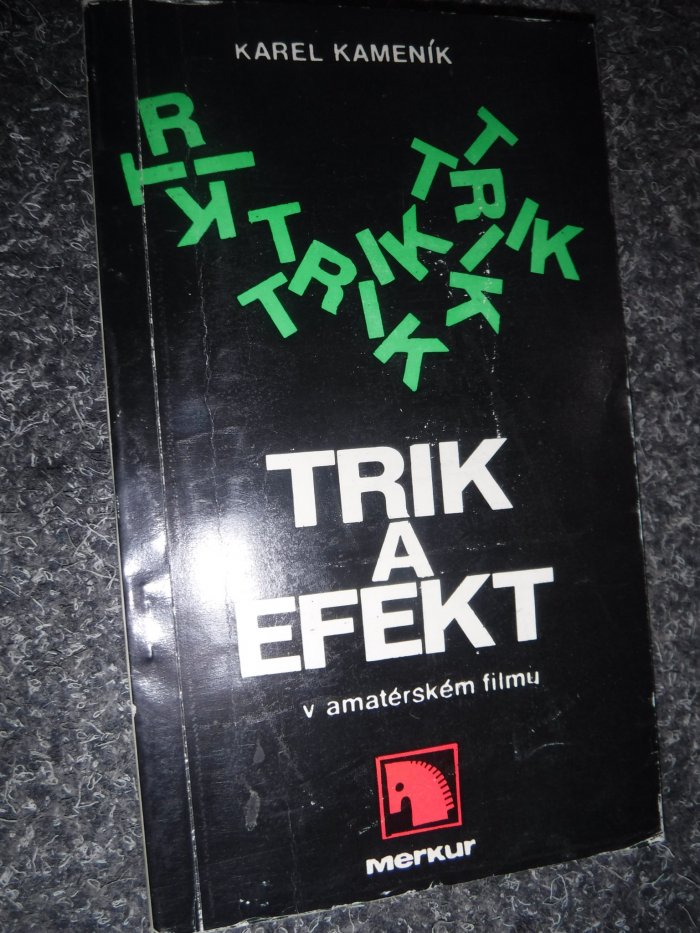 KAREL KAMENÍK
TRIK
TRIK
TRIK
TRIK
TRIK
TRIK
A
EFEKT
v amatérském filmu
Merkur